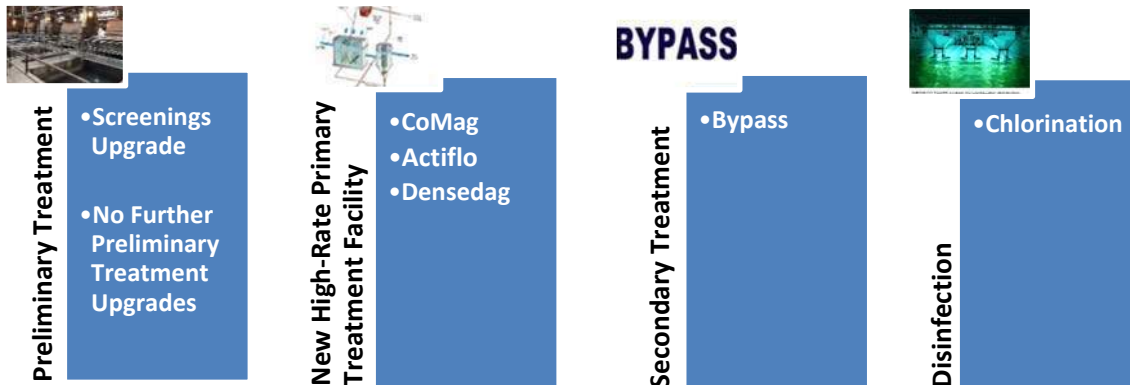 Preliminary Treatment
•Screenings
Upgrade
•No Further
Preliminary
Treatment
Upgrades
New High-Rate Primary
Treatment Facility
•CoMag
•Actiflo
•Densedag
BYPASS
Secondary Treatment
•Bypass
Disinfection
•Chlorination